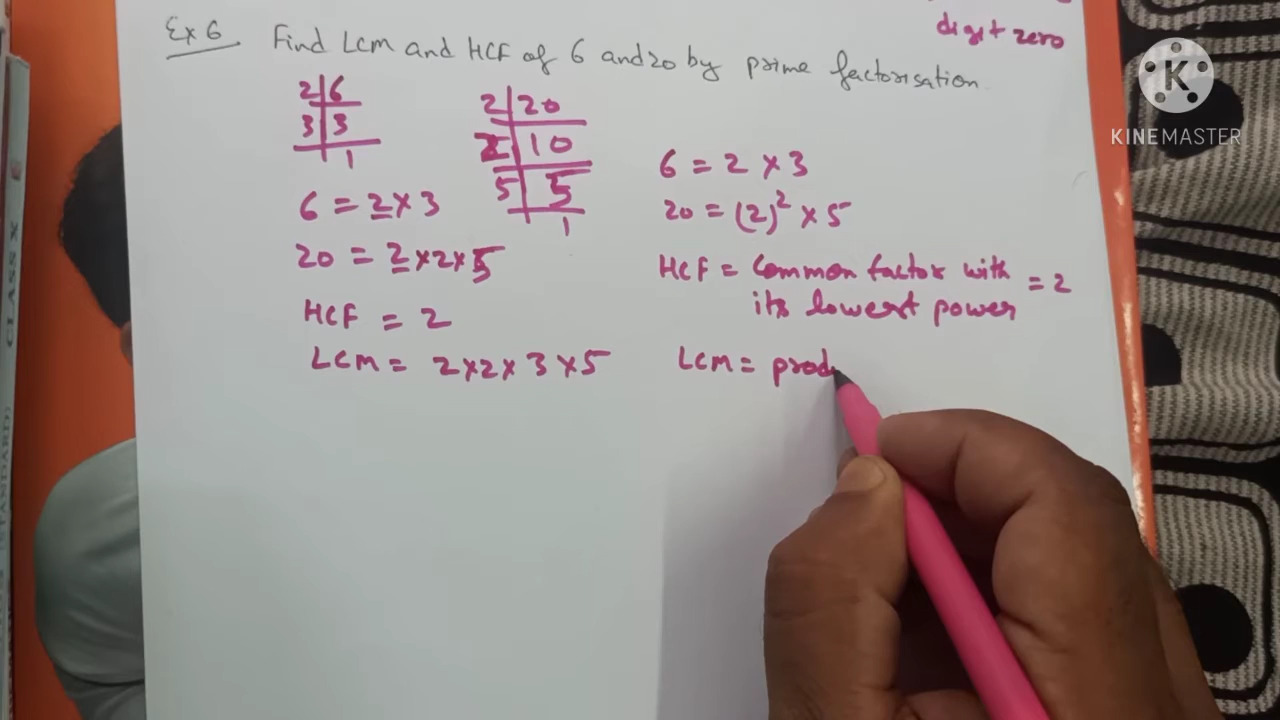 digit zero
Ex 6 Find Lcm and HCF of 6 and 20 by prime factorisation
K
KINEMASTER
2 | 6
3 | 3
1
2 | 20
2 | 10
5 | 5
1
6 = 2 × 3
20 = 2 × 2 × 5
HCF = 2
LCM = 2 × 2 × 3 × 5
6 = 2 × 3
20 = (2)² × 5
HCF = Common factor with
its lowest power = 2
LCM = prod
CLASS X
STANDARD)